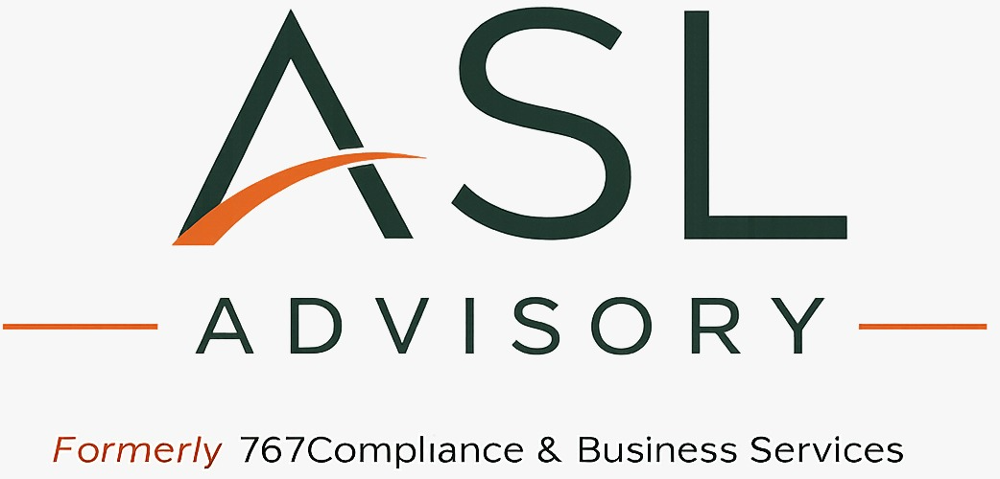 ASL
ADVISORY
Formerly 767Compliance & Business Services